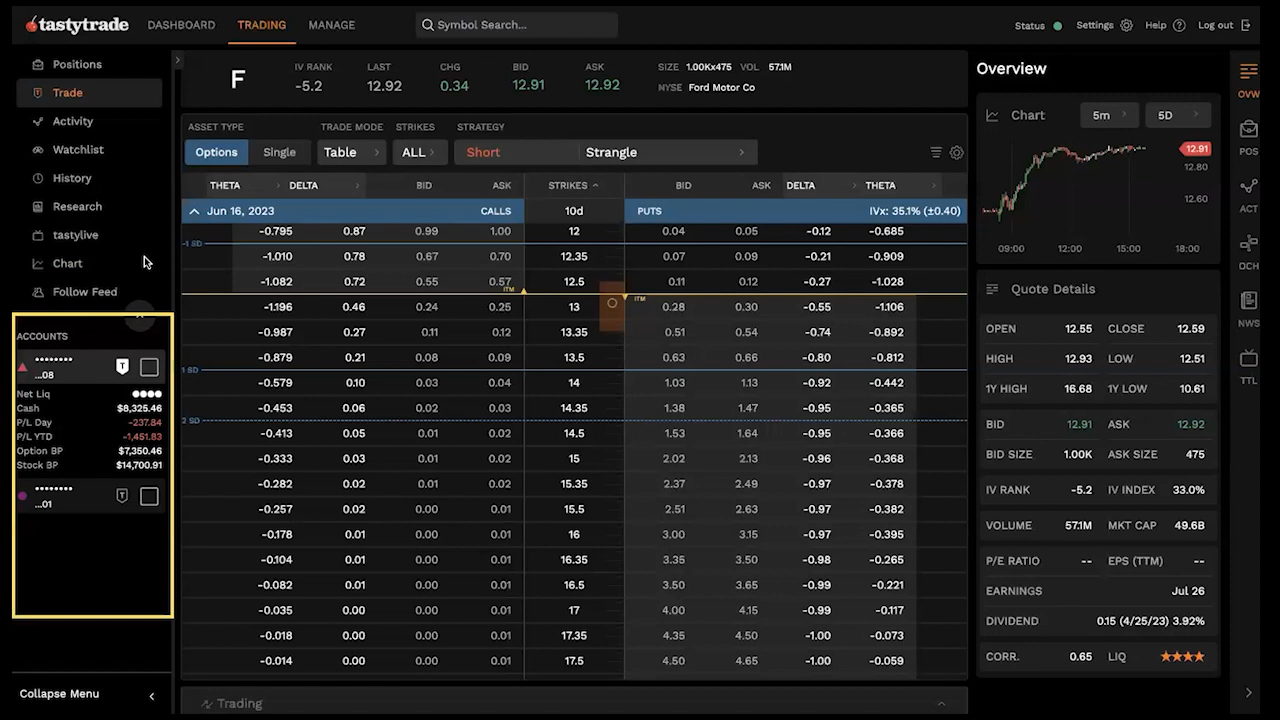 tastytrade DASHBOARD TRADING MANAGE Symbol Search... Status Settings Help Log out
Positions
Trade
Activity
Watchlist
History
Research
tastylive
Chart
Follow Feed
ACCOUNTS
...08
Net Liq
Cash $8,325.46
P/L Day -237.84
P/L YTD -1,451.83
Option BP $7,350.46
Stock BP $14,700.91
...01
Collapse Menu
F
IV RANK LAST CHG BID ASK
-5.2 12.92 0.34 12.91 12.92
SIZE 1.00Kx475 VOL 57.1M
NYSE Ford Motor Co
ASSET TYPE TRADE MODE STRIKES STRATEGY
Options Single Table ALL Short Strangle
THETA DELTA BID ASK STRIKES BID ASK DELTA THETA
Jun 16, 2023 CALLS 10d PUTS IVx: 35.1% (±0.40)
-0.795 0.87 0.99 1.00 12 0.04 0.05 -0.12 -0.685
-1 SD
-1.010 0.78 0.67 0.70 12.35 0.07 0.09 -0.21 -0.909
-1.082 0.72 0.55 0.57 12.5 0.11 0.12 -0.27 -1.028
ITM ITM
-1.196 0.46 0.24 0.25 13 0.28 0.30 -0.55 -1.106
-0.987 0.27 0.11 0.12 13.35 0.51 0.54 -0.74 -0.892
-0.879 0.21 0.08 0.09 13.5 0.63 0.66 -0.80 -0.812
1 SD
-0.579 0.10 0.03 0.04 14 1.03 1.13 -0.92 -0.442
-0.453 0.06 0.02 0.03 14.35 1.38 1.47 -0.95 -0.365
2 SD
-0.413 0.05 0.01 0.02 14.5 1.53 1.64 -0.95 -0.366
-0.333 0.03 0.01 0.02 15 2.02 2.13 -0.96 -0.368
-0.282 0.02 0.01 0.02 15.35 2.37 2.49 -0.97 -0.378
-0.257 0.02 0.00 0.01 15.5 2.51 2.63 -0.97 -0.382
-0.178 0.01 0.00 0.01 16 3.00 3.15 -0.97 -0.395
-0.104 0.01 0.00 0.01 16.35 3.35 3.50 -0.98 -0.265
-0.082 0.01 0.00 0.01 16.5 3.50 3.65 -0.99 -0.221
-0.035 0.00 0.00 0.01 17 4.00 4.15 -0.99 -0.117
-0.018 0.00 0.00 0.01 17.35 4.35 4.50 -1.00 -0.073
-0.014 0.00 0.00 0.01 17.5 4.50 4.65 -1.00 -0.059
Trading
Overview
Chart 5m 5D
12.91
12.80
12.60
09:00 12:00 15:00 18:00
Quote Details
OPEN 12.55 CLOSE 12.59
HIGH 12.93 LOW 12.51
1Y HIGH 16.68 1Y LOW 10.61
BID 12.91 ASK 12.92
BID SIZE 1.00K ASK SIZE 475
IV RANK -5.2 IV INDEX 33.0%
VOLUME 57.1M MKT CAP 49.6B
P/E RATIO -- EPS (TTM) --
EARNINGS Jul 26
DIVIDEND 0.15 (4/25/23) 3.92%
CORR. 0.65 LIQ ★★★★
OVW
POS
ACT
OCH
NWS
TTL